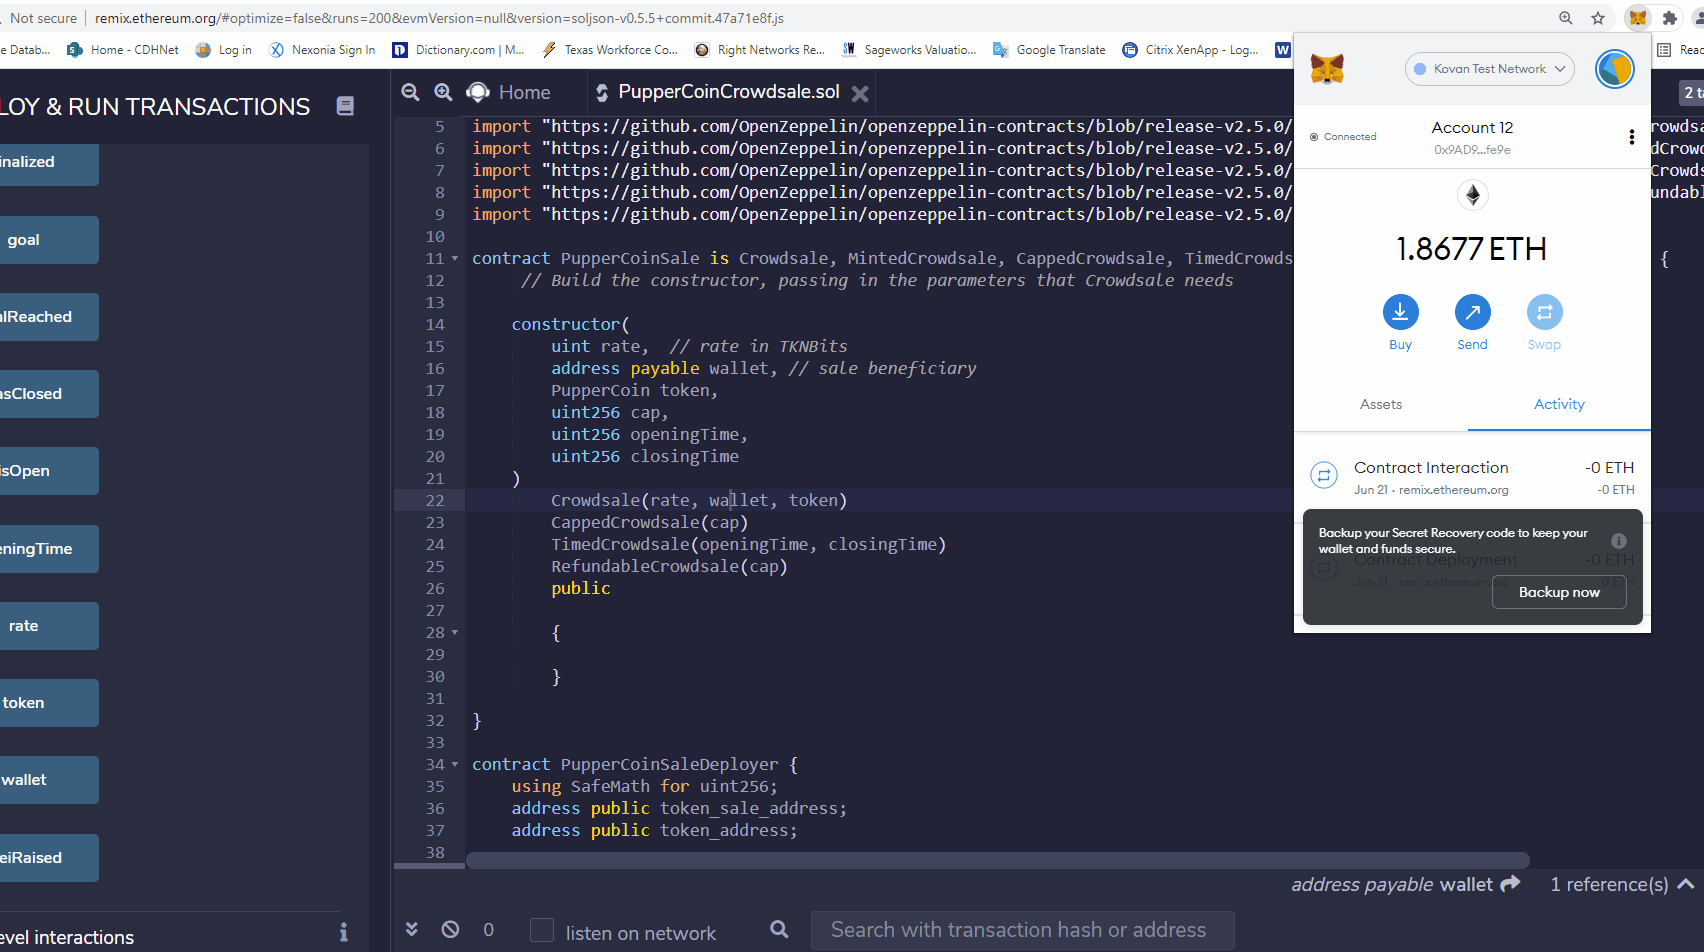 Not secure | remix.ethereum.org/#optimize=false&runs=200&evmVersion=null&version=soljson-v0.5.5+commit.47a71e8f.js
e Datab... Home - CDHNet Log in Nexonia Sign In Dictionary.com | M... Texas Workforce Co... Right Networks Re... Sageworks Valuatio... Google Translate Citrix XenApp - Log... Reac
LOY & RUN TRANSACTIONS
inalized
goal
alReached
asClosed
isOpen
eningTime
rate
token
wallet
eiRaised
evel interactions
Home PupperCoinCrowdsale.sol
2 ta
5 import "https://github.com/OpenZeppelin/openzeppelin-contracts/blob/release-v2.5.0/ rowdsa
6 import "https://github.com/OpenZeppelin/openzeppelin-contracts/blob/release-v2.5.0/ dCrow
7 import "https://github.com/OpenZeppelin/openzeppelin-contracts/blob/release-v2.5.0/ Crowds
8 import "https://github.com/OpenZeppelin/openzeppelin-contracts/blob/release-v2.5.0/ undabl
9 import "https://github.com/OpenZeppelin/openzeppelin-contracts/blob/release-v2.5.0/
10
11 contract PupperCoinSale is Crowdsale, MintedCrowdsale, CappedCrowdsale, TimedCrowds {
12 // Build the constructor, passing in the parameters that Crowdsale needs
13
14 constructor(
15 uint rate, // rate in TKNBits
16 address payable wallet, // sale beneficiary
17 PupperCoin token,
18 uint256 cap,
19 uint256 openingTime,
20 uint256 closingTime
21 )
22 Crowdsale(rate, wallet, token)
23 CappedCrowdsale(cap)
24 TimedCrowdsale(openingTime, closingTime)
25 RefundableCrowdsale(cap)
26 public
27
28 {
29
30 }
31
32 }
33
34 contract PupperCoinSaleDeployer {
35 using SafeMath for uint256;
36 address public token_sale_address;
37 address public token_address;
38
address payable wallet 1 reference(s)
0 listen on network Search with transaction hash or address
Kovan Test Network
Connected
Account 12
0x9AD9...fe9e
1.8677 ETH
Buy Send Swap
Assets Activity
Contract Interaction -0 ETH
Jun 21 · remix.ethereum.org -0 ETH
Backup your Secret Recovery code to keep your
wallet and funds secure.
Contract Deployment -0 ETH
Jun 21 · remix.ethereum.org -0 ETH
Backup now